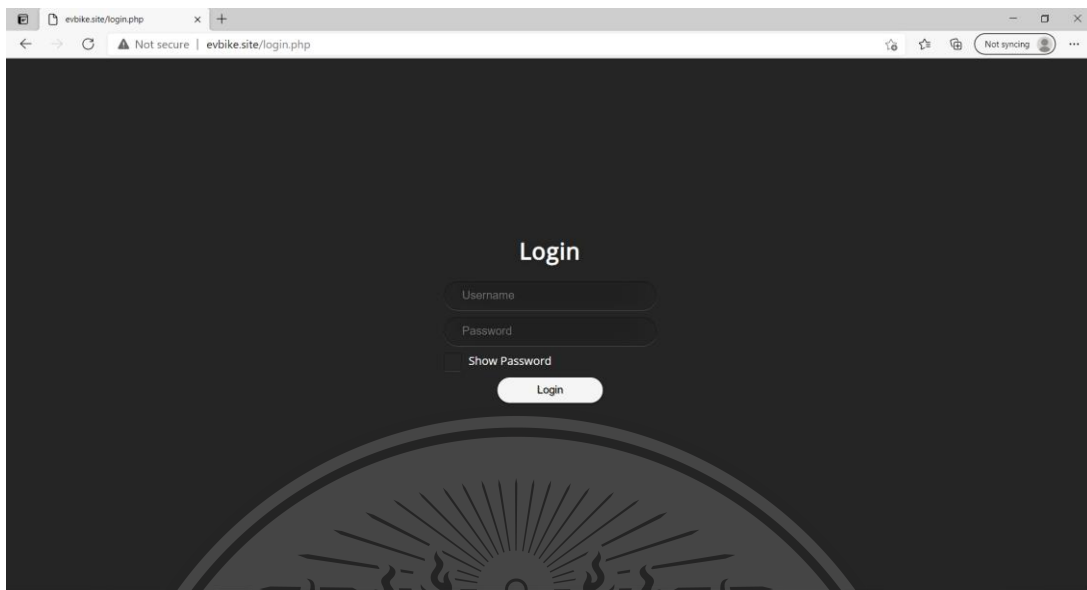 evbike.site/login.php
Not secure | evbike.site/login.php
Not syncing
Login
Username
Password
Show Password
Login